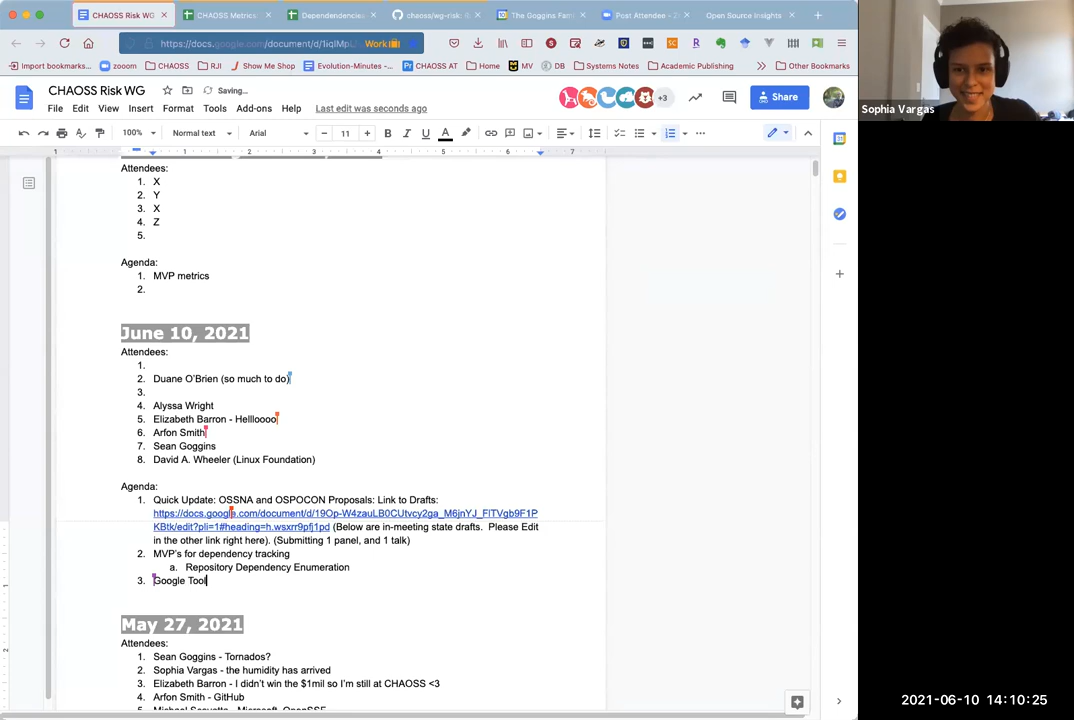 CHAOSS Risk WG
CHAOSS Metrics
Dependendencies
chaoss/wg-risk:
The Goggins Fam
Post Attendee - Z
Open Source Insights
https://docs.google.com/document/d/1iqlMpL
Work
Import bookmarks...
zooom
CHAOSS
RJI
Show Me Shop
Evolution-Minutes -...
CHAOSS AT
Home
MV
DB
Systems Notes
Academic Publishing
Other Bookmarks
CHAOSS Risk WG
Saving...
File Edit View Insert Format Tools Add-ons Help
Last edit was seconds ago
+3
Share
100%
Normal text
Arial
11
Attendees:
1. X
2. Y
3. X
4. Z
5.
Agenda:
1. MVP metrics
2.
June 10, 2021
Attendees:
1.
2. Duane O'Brien (so much to do)
3.
4. Alyssa Wright
5. Elizabeth Barron - Hellloooo
6. Arfon Smith
7. Sean Goggins
8. David A. Wheeler (Linux Foundation)
Agenda:
1. Quick Update: OSSNA and OSPOCON Proposals: Link to Drafts:
https://docs.google.com/document/d/19Op-W4zauLB0CUtvcy2ga_M6jnYJ_FlTVgb9F1P
KBtk/edit?pli=1#heading=h.wsxrr9pfj1pd (Below are in-meeting state drafts. Please Edit
in the other link right here). (Submitting 1 panel, and 1 talk)
2. MVP's for dependency tracking
a. Repository Dependency Enumeration
3. Google Tool
May 27, 2021
Attendees:
1. Sean Goggins - Tornados?
2. Sophia Vargas - the humidity has arrived
3. Elizabeth Barron - I didn't win the $1mil so I'm still at CHAOSS <3
4. Arfon Smith - GitHub
5. Michael Scovetta - Microsoft, OpenSSF
Sophia Vargas
2021-06-10 14:10:25